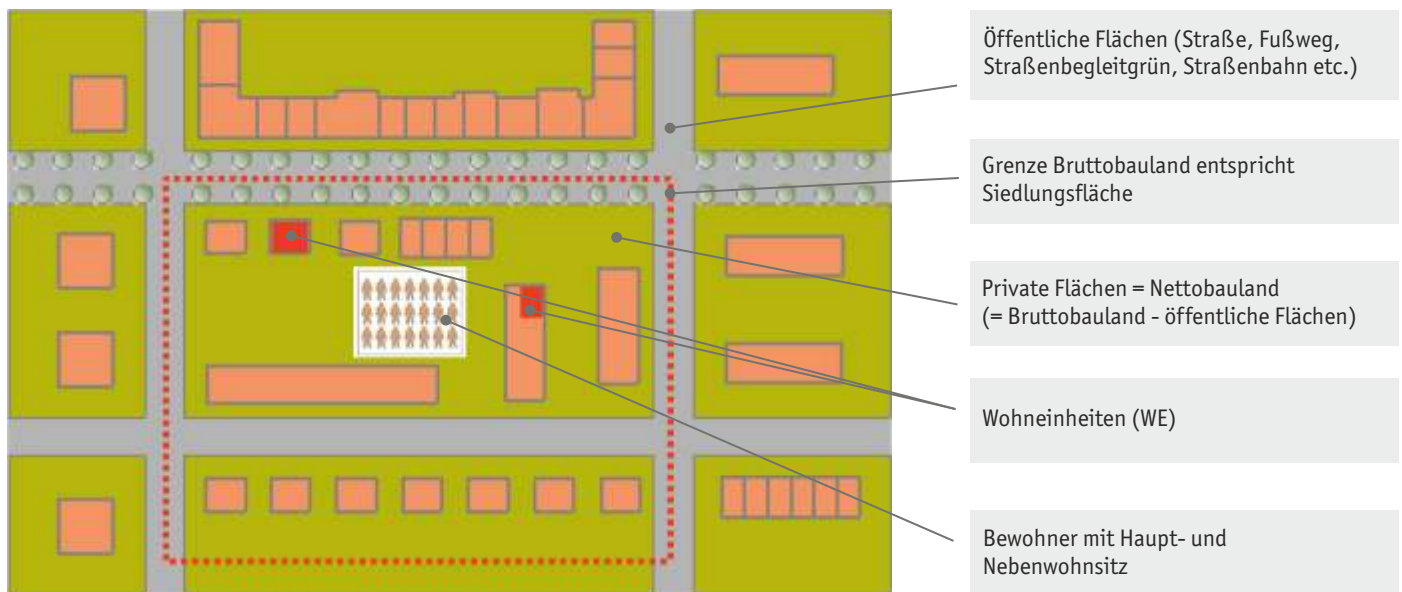 Öffentliche Flächen (Straße, Fußweg,
Straßenbegleitgrün, Straßenbahn etc.)
Grenze Bruttobauland entspricht
Siedlungsfläche
Private Flächen = Nettobauland
(= Bruttobauland - öffentliche Flächen)
Wohneinheiten (WE)
Bewohner mit Haupt- und
Nebenwohnsitz